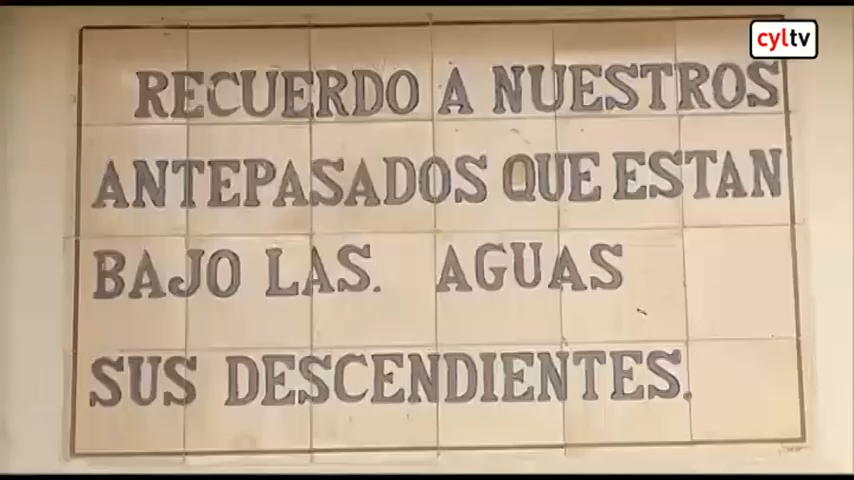 cyltv
RECUERDO A NUESTROS
ANTEPASADOS QUE ESTAN
BAJO LAS. AGUAS
SUS DESCENDIENTES.